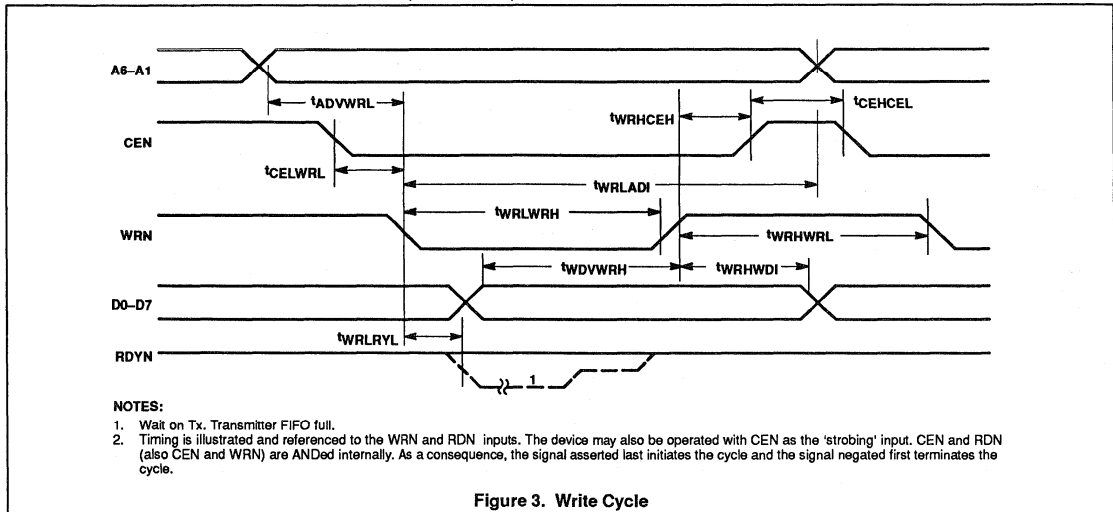 A6–A1
tADVWRL
tWRHCEH
tCEHCEL
CEN
tCELWRL
tWRLADI
tWRLWRH
WRN
tWRHWRL
tWDVWRH
tWRHWDI
D0–D7
tWRLRYL
RDYN
1
NOTES:
1. Wait on Tx. Transmitter FIFO full.
2. Timing is illustrated and referenced to the WRN and RDN inputs. The device may also be operated with CEN as the 'strobing' input. CEN and RDN
(also CEN and WRN) are ANDed internally. As a consequence, the signal asserted last initiates the cycle and the signal negated first terminates the
cycle.
Figure 3. Write Cycle